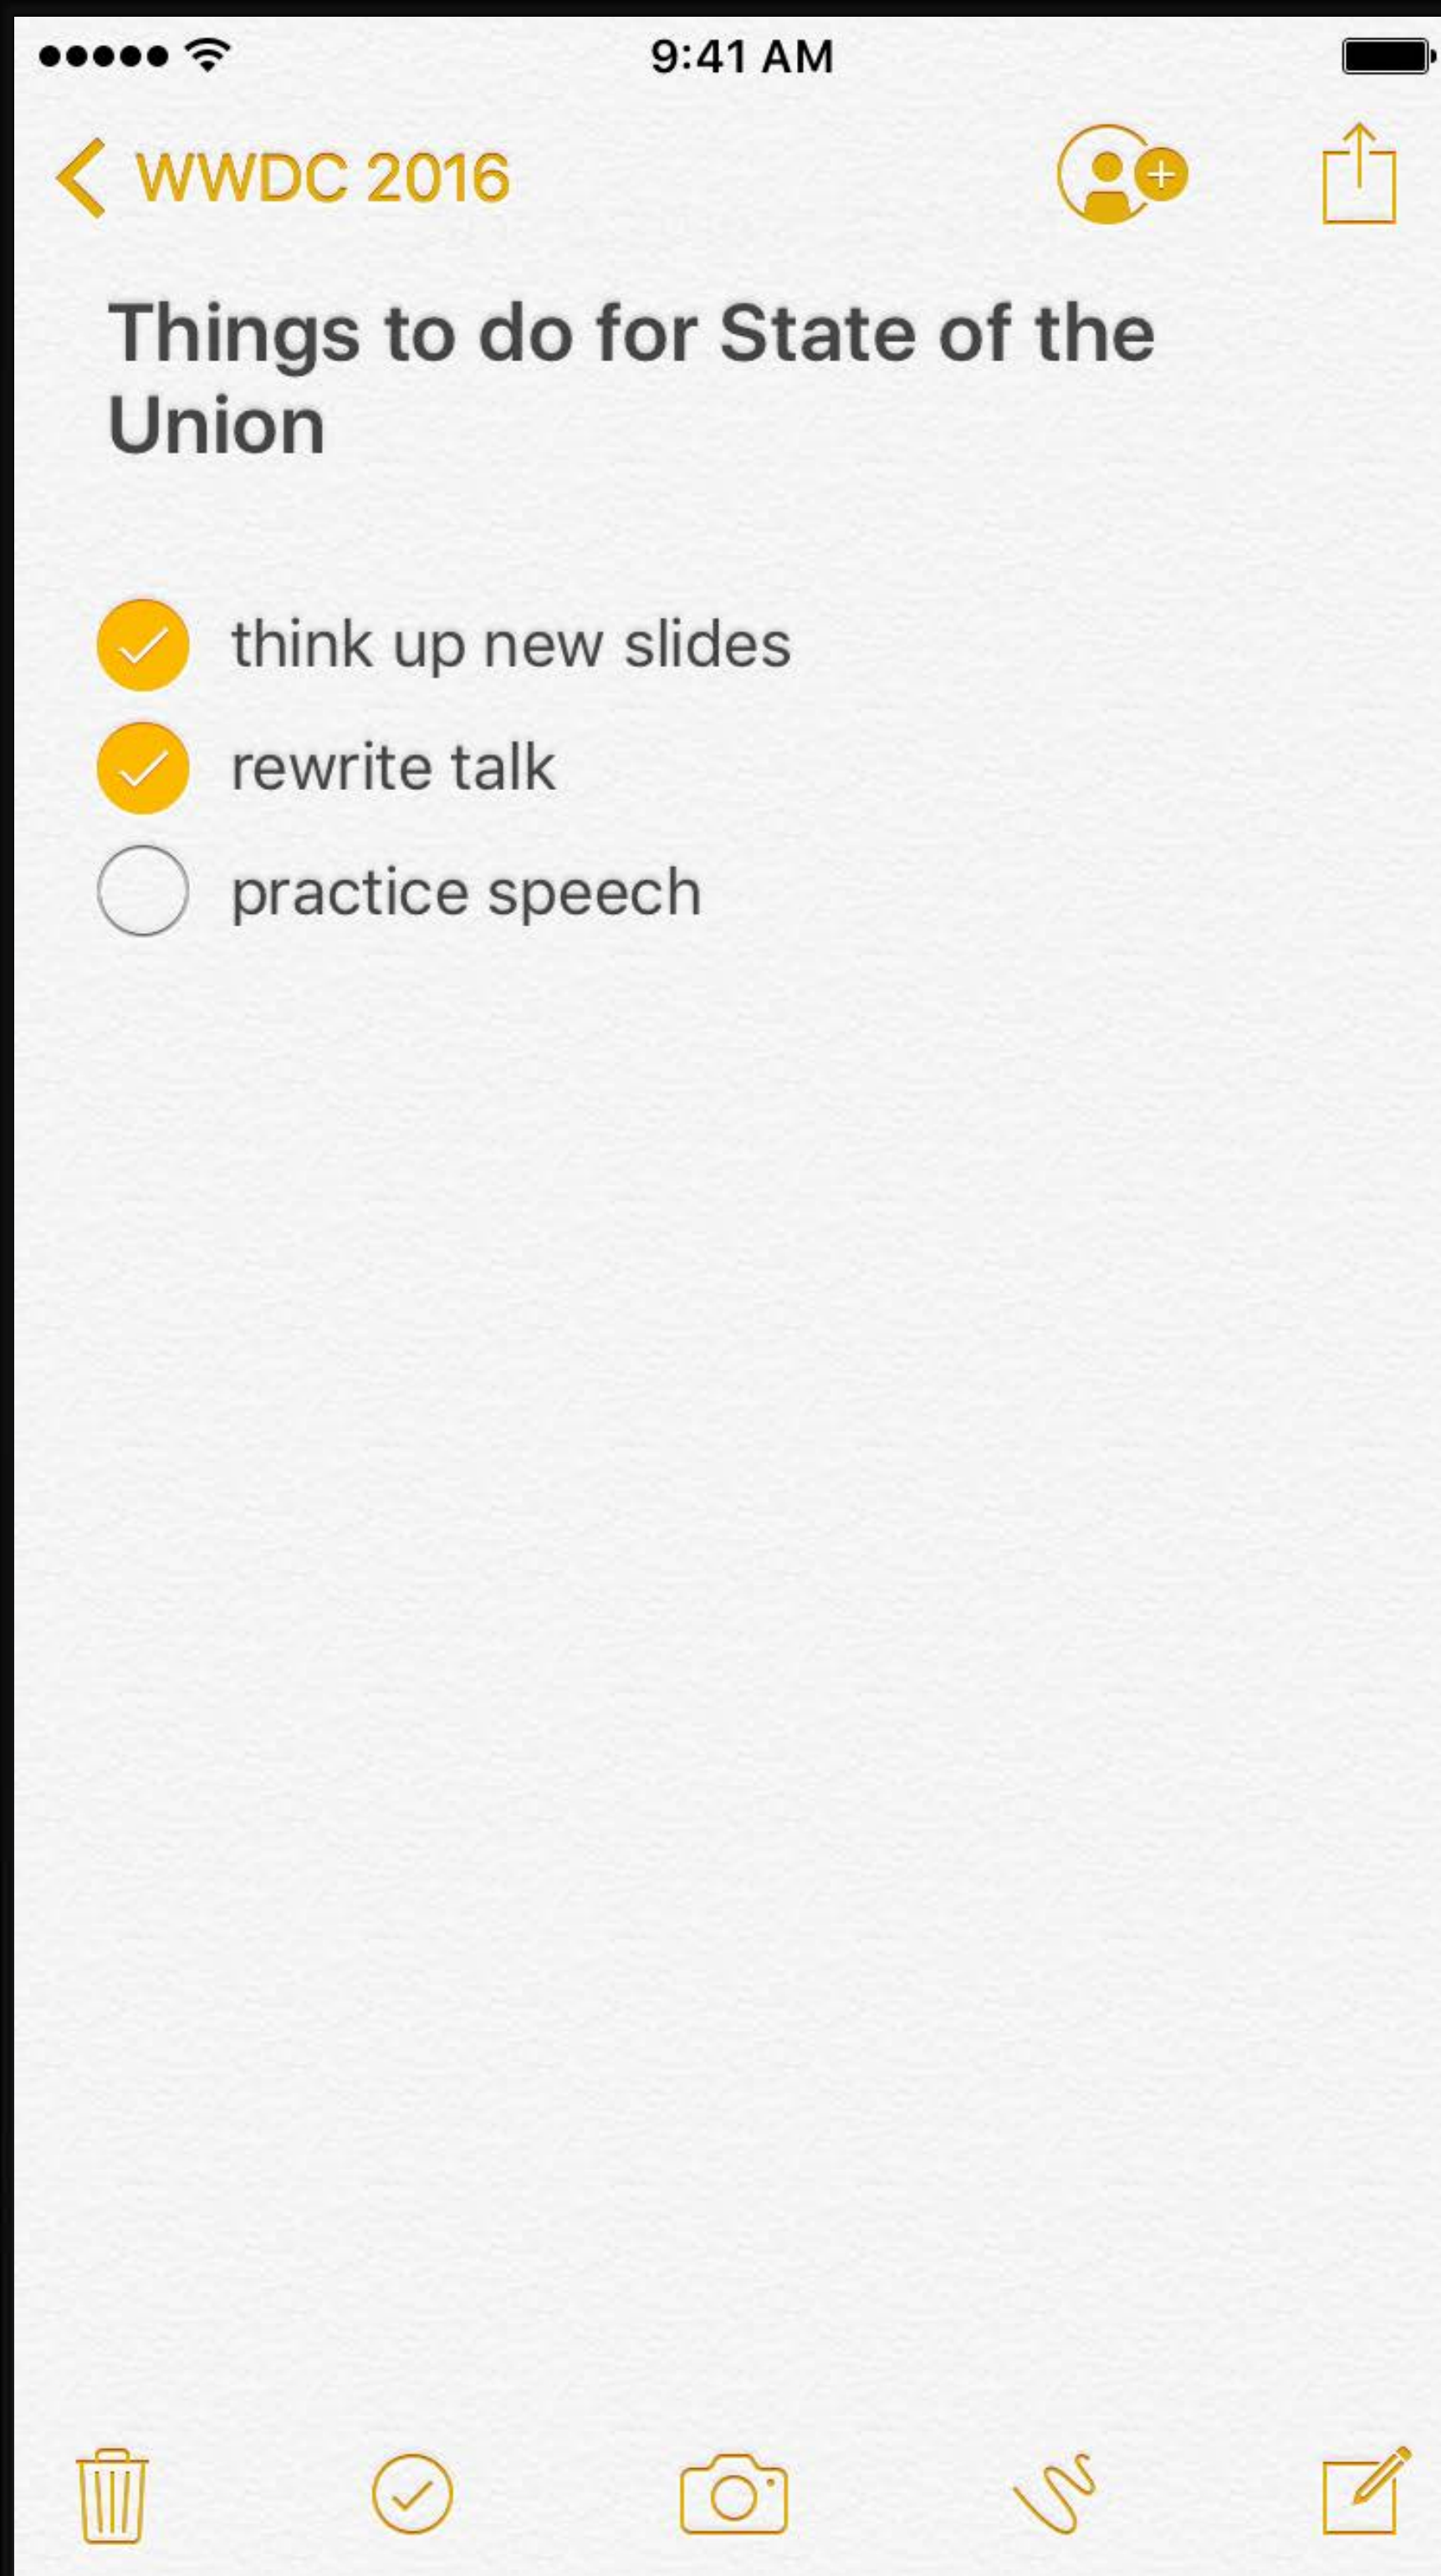 9:41 AM
WWDC 2016
Things to do for State of the
Union
think up new slides
rewrite talk
practice speech